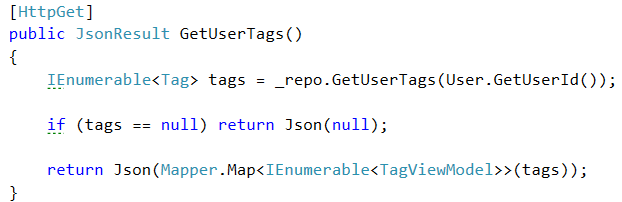 [HttpGet]
public JsonResult GetUserTags()
{
    IEnumerable<Tag> tags = _repo.GetUserTags(User.GetUserId());
    if (tags == null) return Json(null);
    return Json(Mapper.Map<IEnumerable<TagViewModel>>(tags));
}